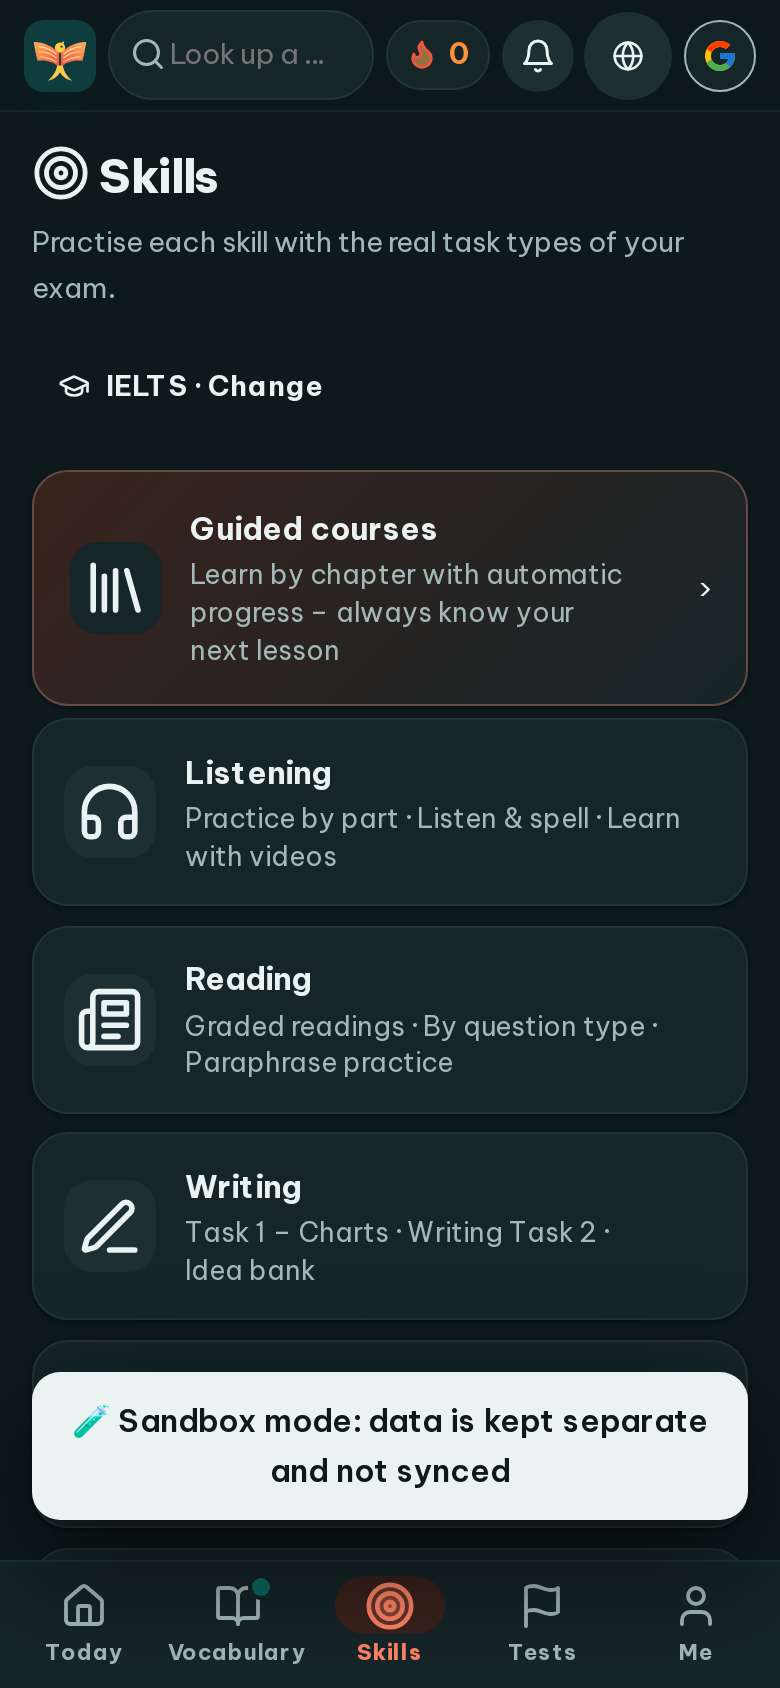 Look up a ...
0
Skills
Practise each skill with the real task types of your
exam.
IELTS · Change
Guided courses
Learn by chapter with automatic
progress – always know your
next lesson
Listening
Practice by part · Listen & spell · Learn
with videos
Reading
Graded readings · By question type ·
Paraphrase practice
Writing
Task 1 – Charts · Writing Task 2 ·
Idea bank
Sandbox mode: data is kept separate
and not synced
Today
Vocabulary
Skills
Tests
Me